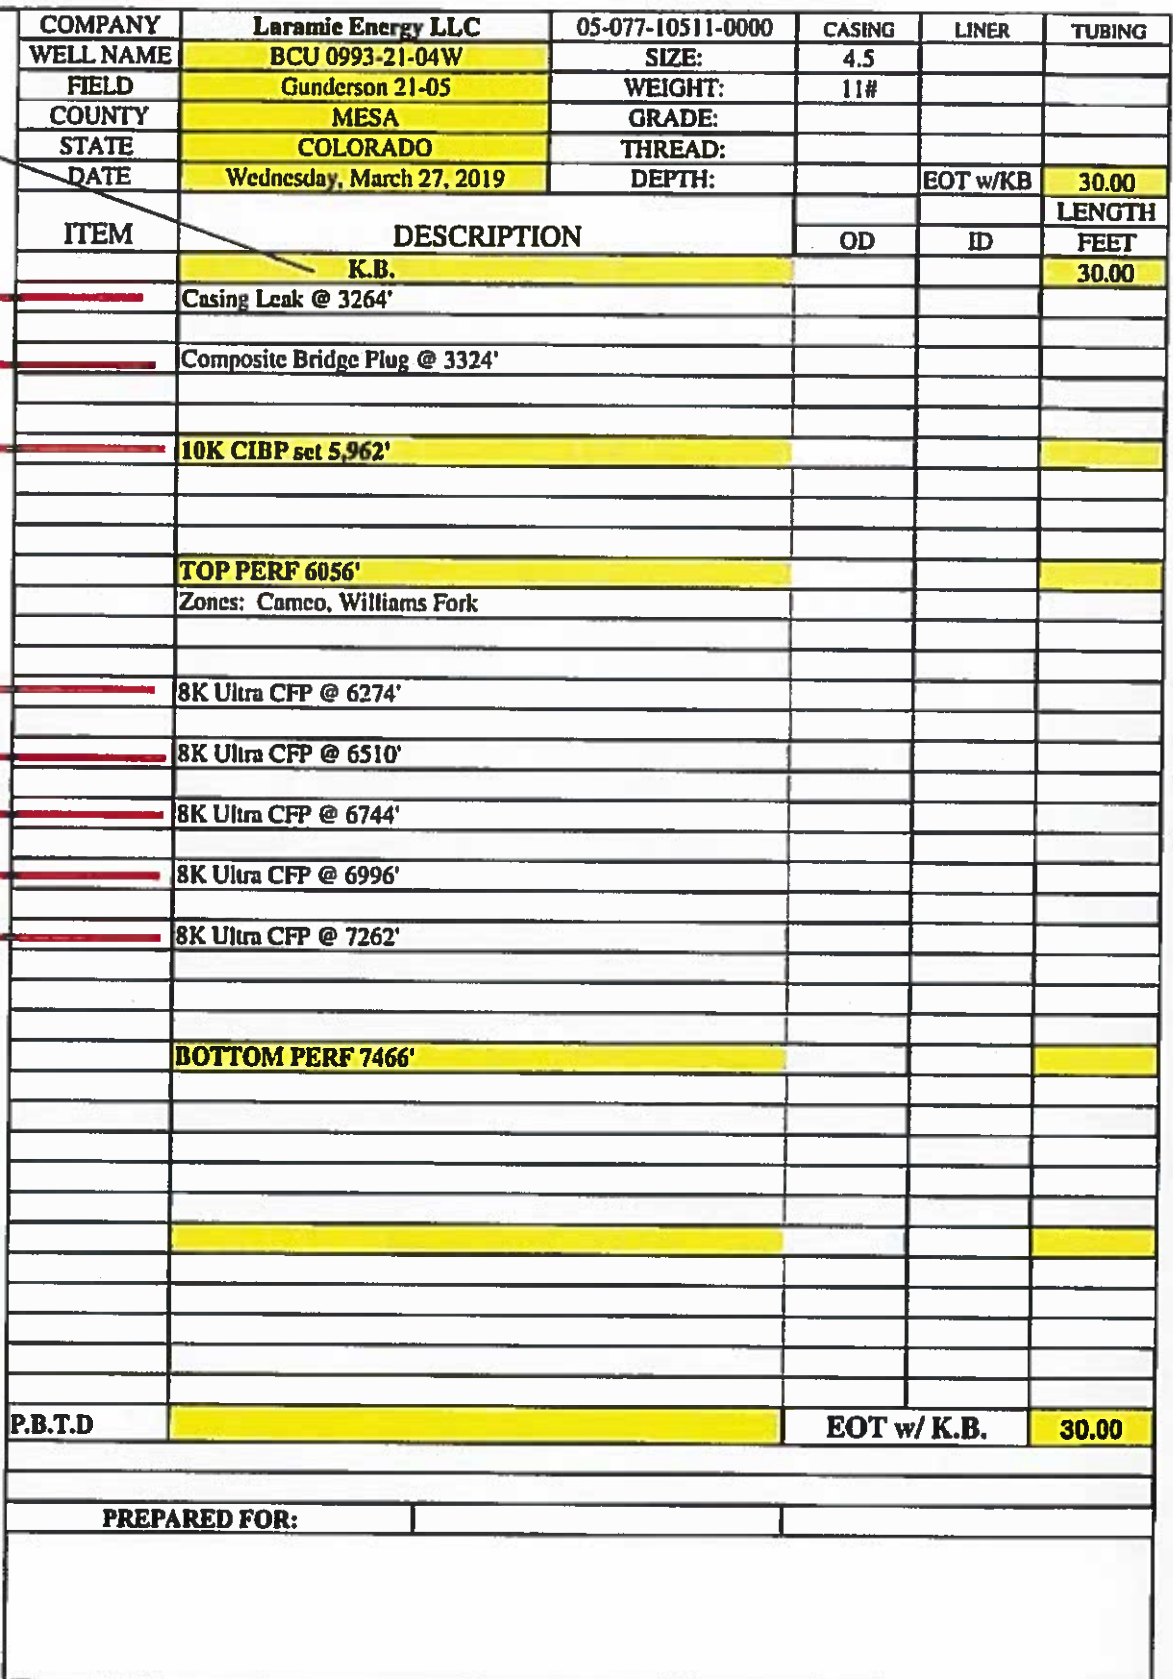 COMPANY Laramie Energy LLC 05-077-10511-0000 CASING LINER TUBING
WELL NAME BCU 0993-21-04W SIZE: 4.5
FIELD Gunderson 21-05 WEIGHT: 11#
COUNTY MESA GRADE:
STATE COLORADO THREAD:
DATE Wednesday, March 27, 2019 DEPTH: EOT w/KB 30.00
LENGTH
ITEM DESCRIPTION OD ID FEET
K.B. 30.00
Casing Leak @ 3264'
Composite Bridge Plug @ 3324'
10K CIBP set 5,962'
TOP PERF 6056'
Zones: Cameo, Williams Fork
8K Ultra CFP @ 6274'
8K Ultra CFP @ 6510'
8K Ultra CFP @ 6744'
8K Ultra CFP @ 6996'
8K Ultra CFP @ 7262'
BOTTOM PERF 7466'
P.B.T.D EOT w/ K.B. 30.00
PREPARED FOR: